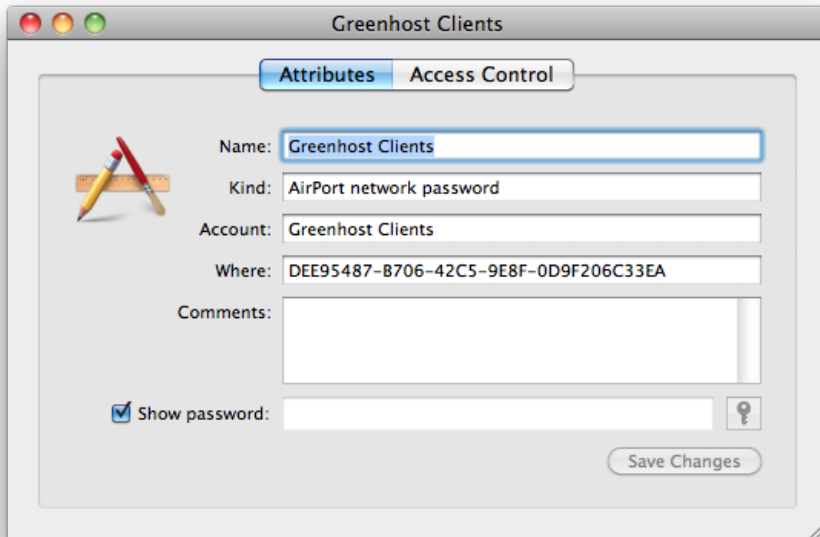 Greenhost Clients
Attributes Access Control
Name: Greenhost Clients
Kind: AirPort network password
Account: Greenhost Clients
Where: DEE95487-B706-42C5-9E8F-0D9F206C33EA
Comments:
Show password:
Save Changes